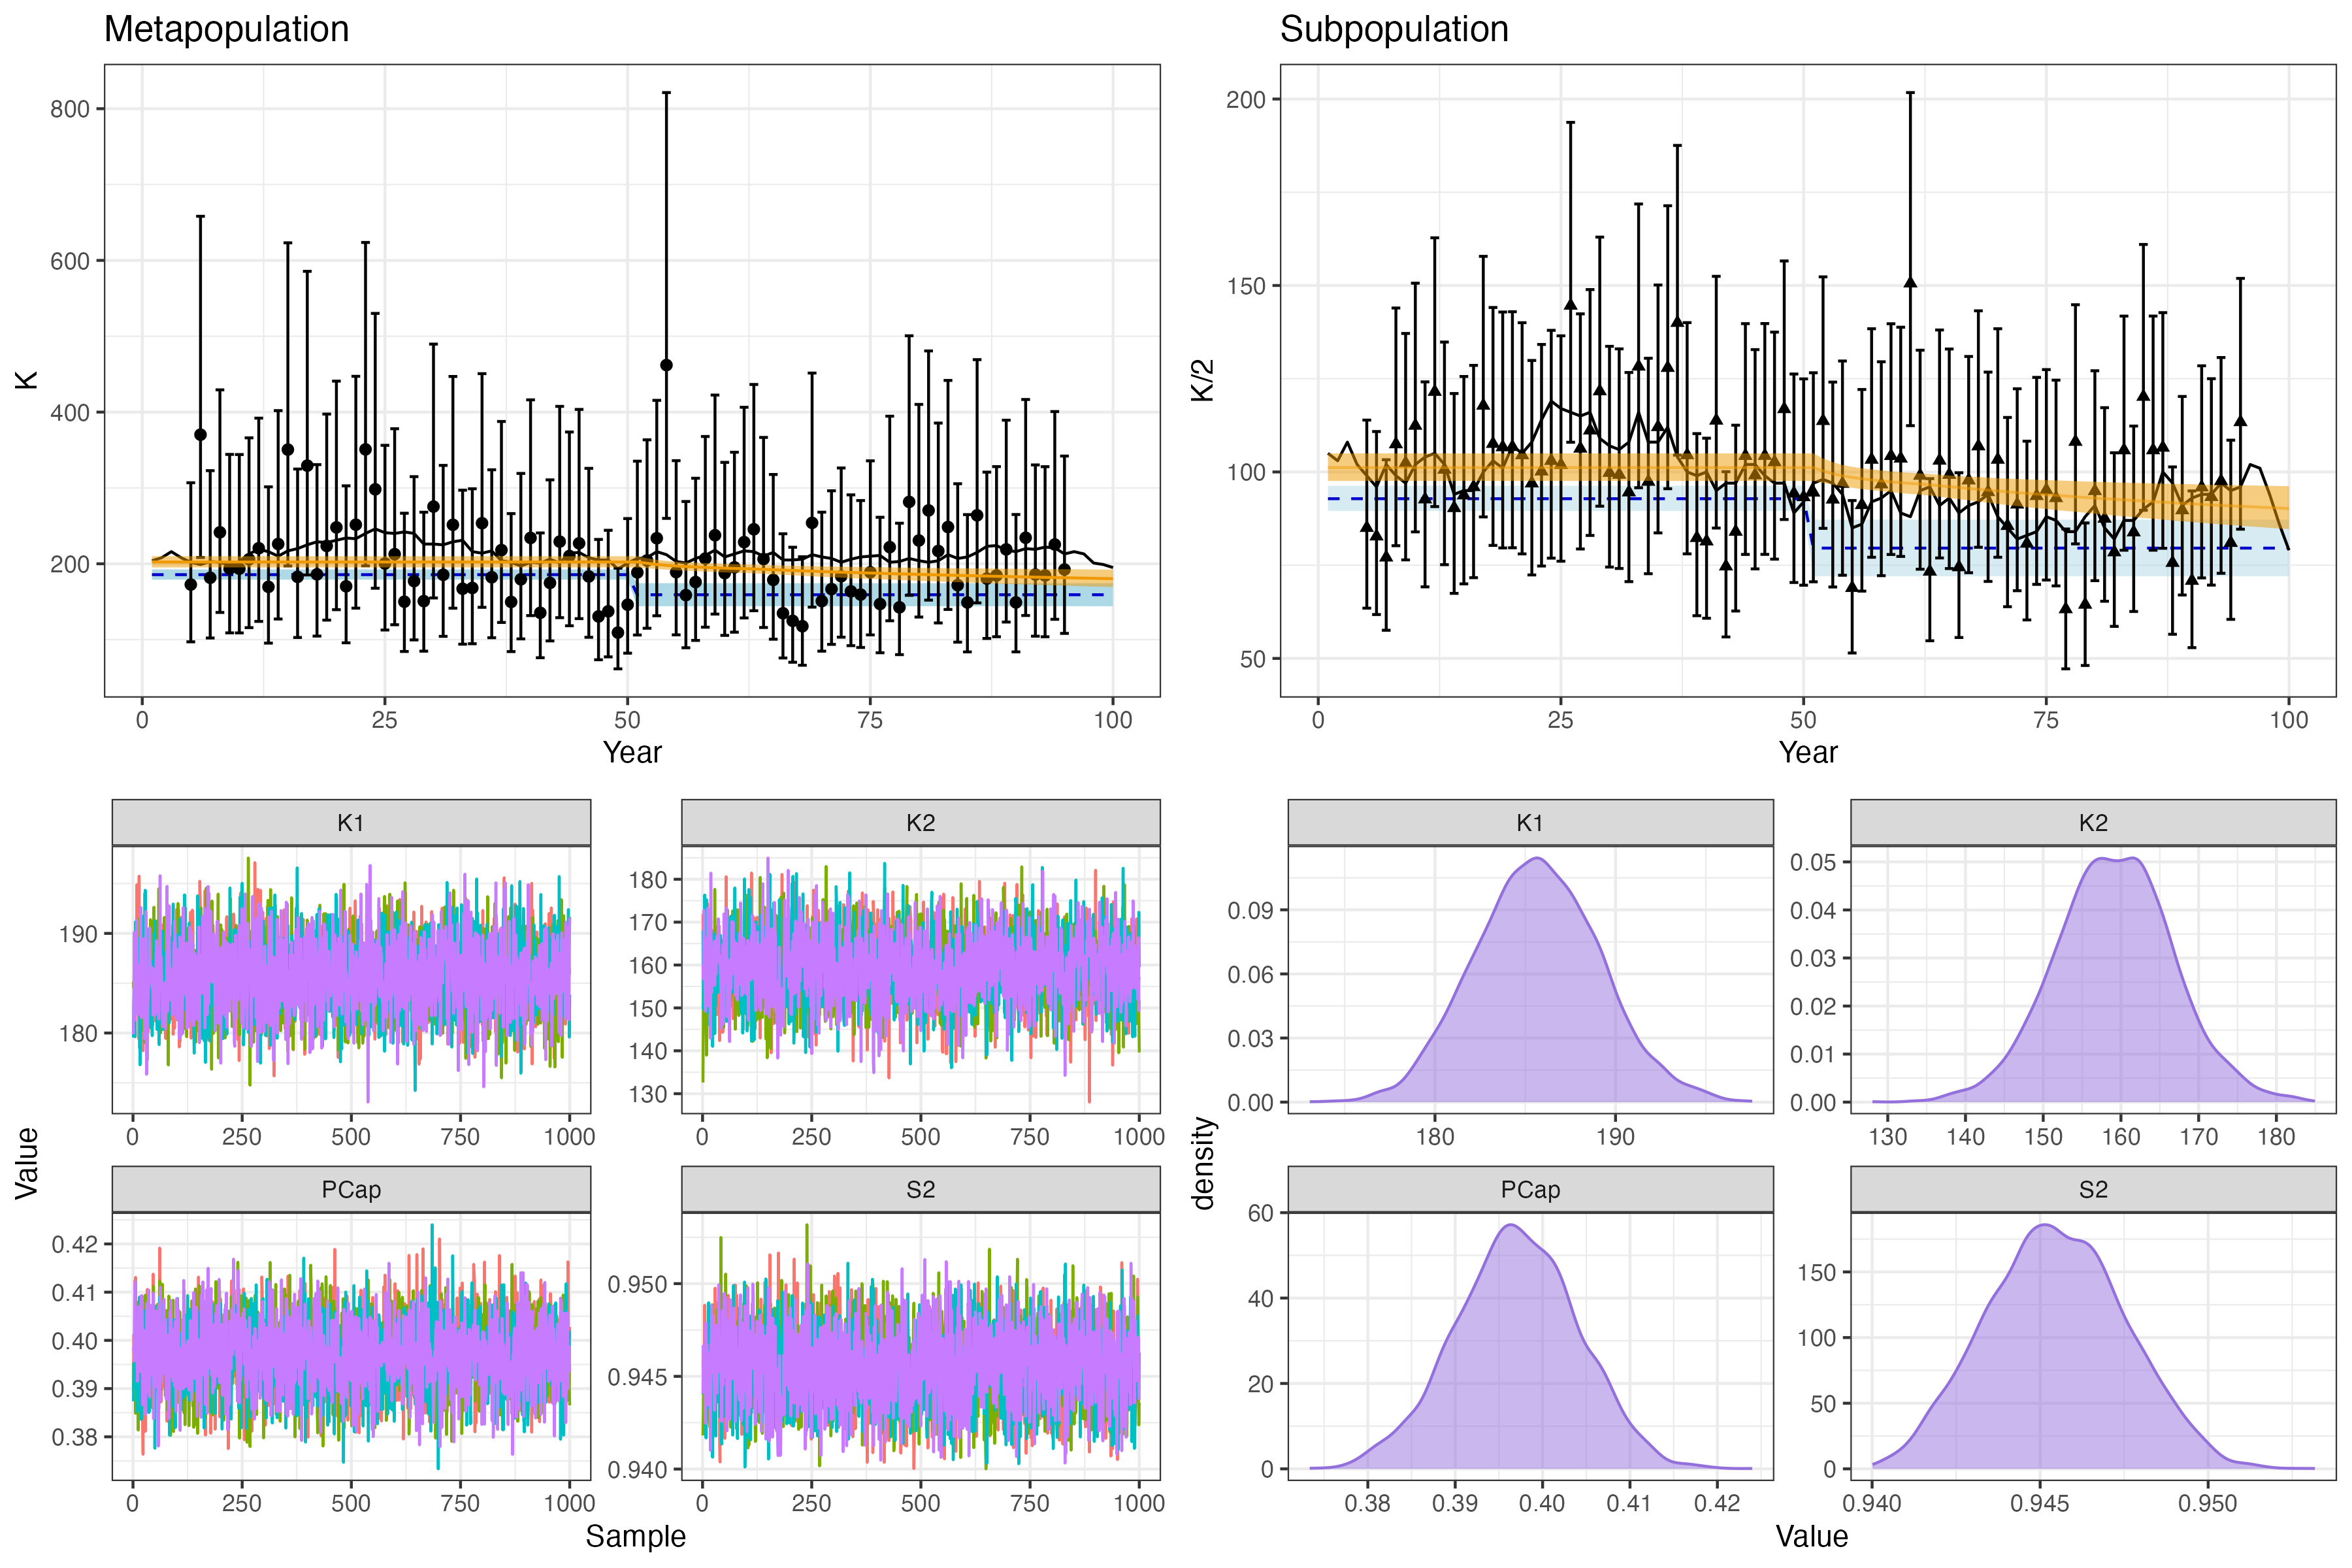 Metapopulation
Subpopulation
K
800
600
400
200
0 25 50 75 100
Year
K/2
200
150
100
50
0 25 50 75 100
Year
Value
K1
190
180
0 250 500 750 1000
K2
180
170
160
150
140
130
0 250 500 750 1000
PCap
0.42
0.41
0.40
0.39
0.38
0 250 500 750 1000
S2
0.950
0.945
0.940
0 250 500 750 1000
Sample
density
K1
0.09
0.06
0.03
0.00
180 190
K2
0.05
0.04
0.03
0.02
0.01
0.00
130 140 150 160 170 180
PCap
60
40
20
0
0.38 0.39 0.40 0.41 0.42
S2
150
100
50
0
0.940 0.945 0.950
Value